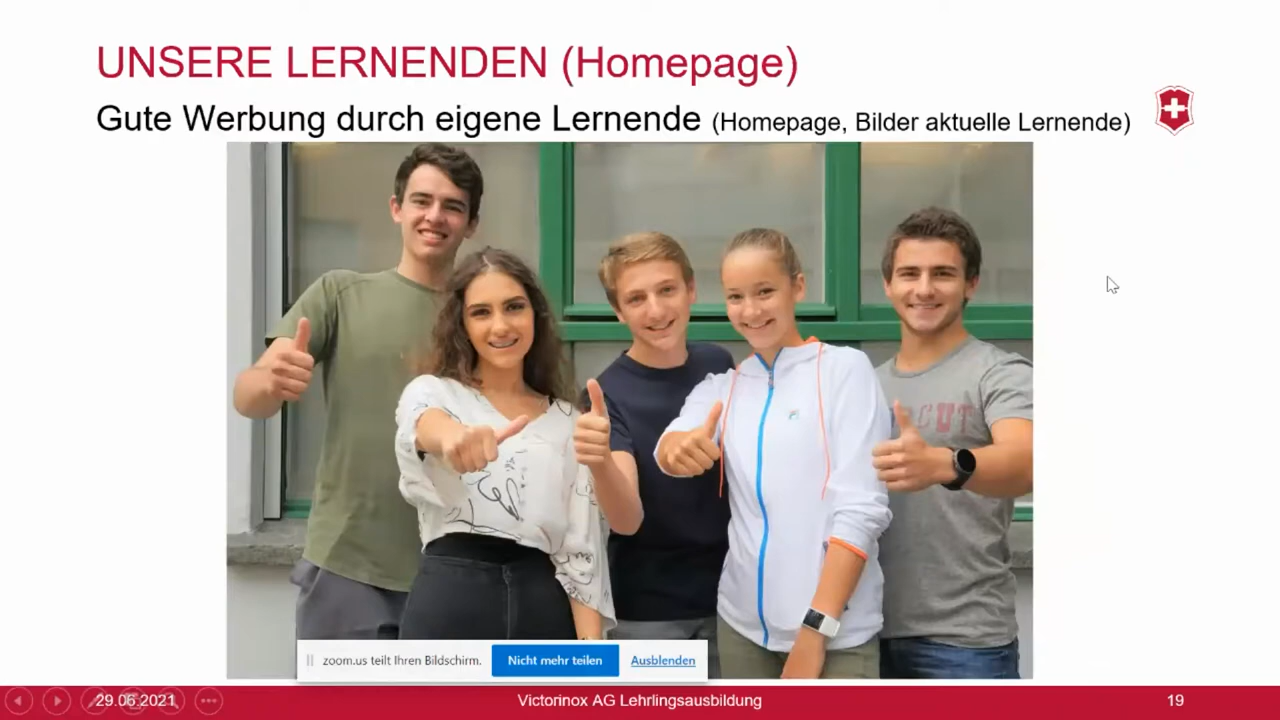 UNSERE LERNENDEN (Homepage)
Gute Werbung durch eigene Lernende (Homepage, Bilder aktuelle Lernende)
zoom.us teilt Ihren Bildschirm. Nicht mehr teilen Ausblenden
29.06.2021 Victorinox AG Lehrlingsausbildung 19